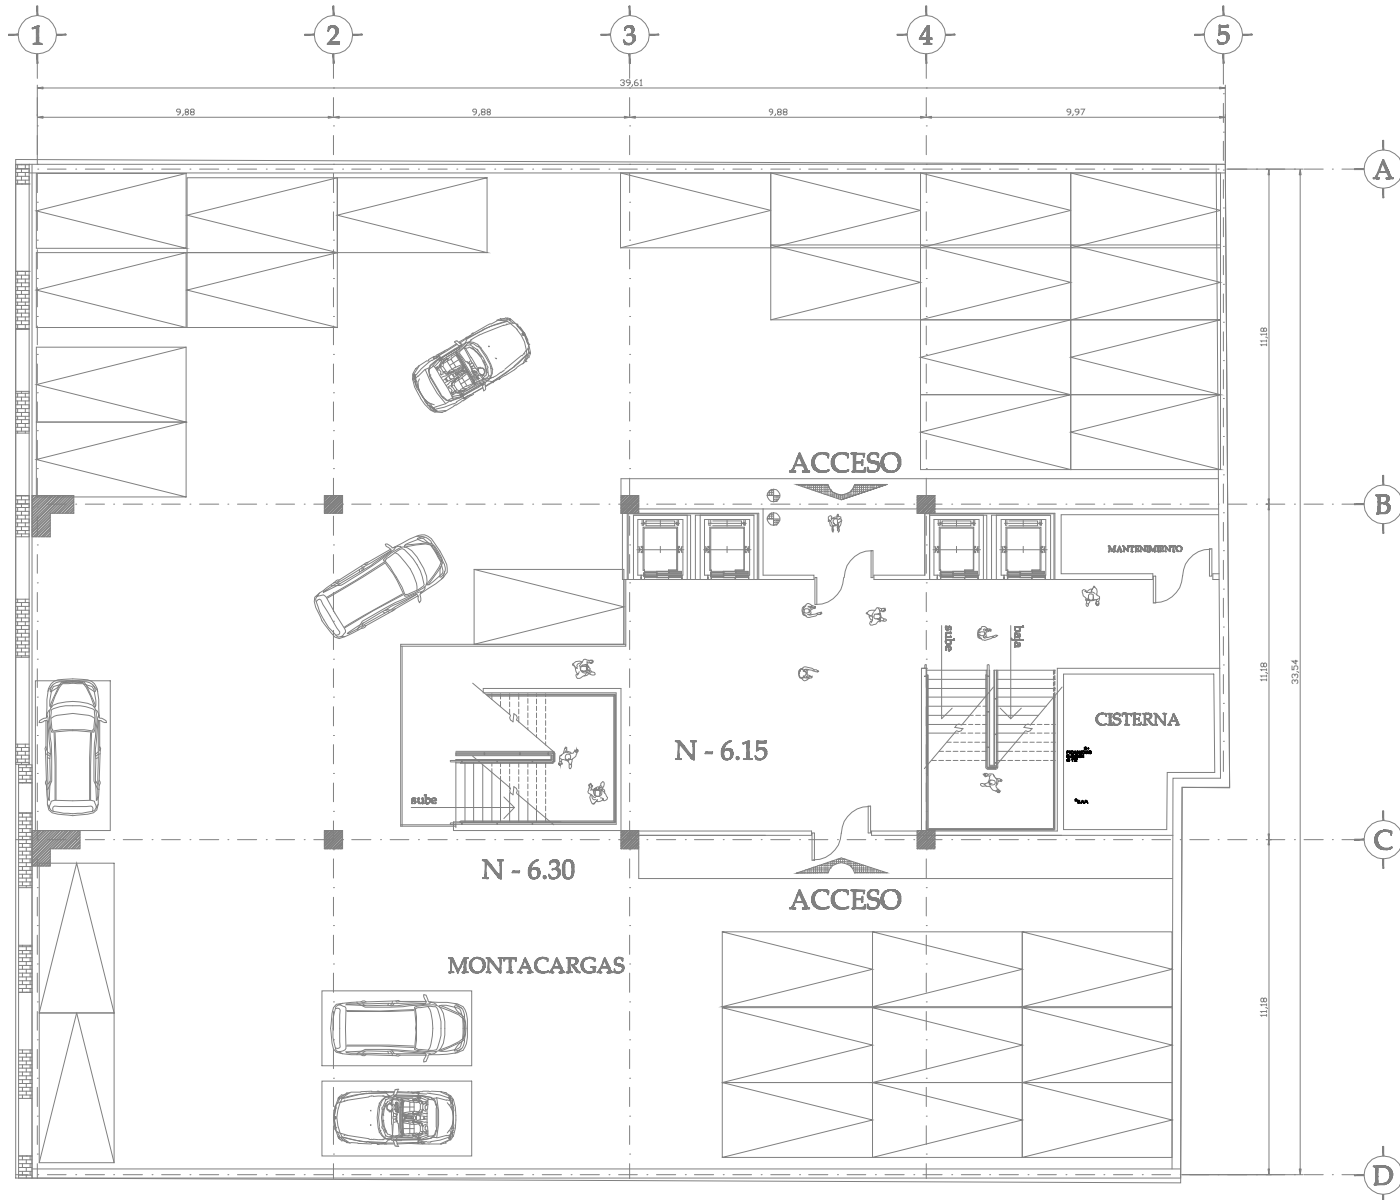 1 2 3 4 5
39,61
9,88 9,88 9,88 9,97
A
11,18
ACCESO
B
MANTENIMIENTO
sube
baja
11,18
33,54
CISTERNA
N - 6.15
sube
C
N - 6.30
ACCESO
MONTACARGAS
11,18
D